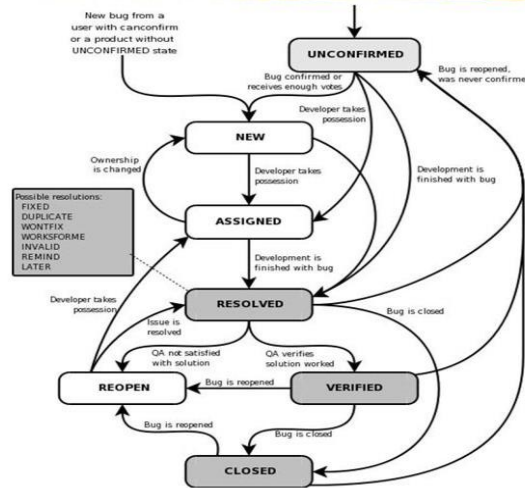 New bug from a
user with canconfirm
or a product without
UNCONFIRMED state
UNCONFIRMED
Bug confirmed or
receives enough votes
Bug is reopened,
was never confirme
Developer takes
possession
NEW
Ownership
is changed
Developer takes
possession
Development is
finished with bug
Possible resolutions:
FIXED
DUPLICATE
WONTFIX
WORKSFORME
INVALID
REMIND
LATER
ASSIGNED
Development is
finished with bug
Developer takes
possession
RESOLVED
Issue is
resolved
Bug is closed
QA not satisfied
with solution
QA verifies
solution worked
REOPEN
Bug is reopened
VERIFIED
Bug is reopened
Bug is closed
CLOSED